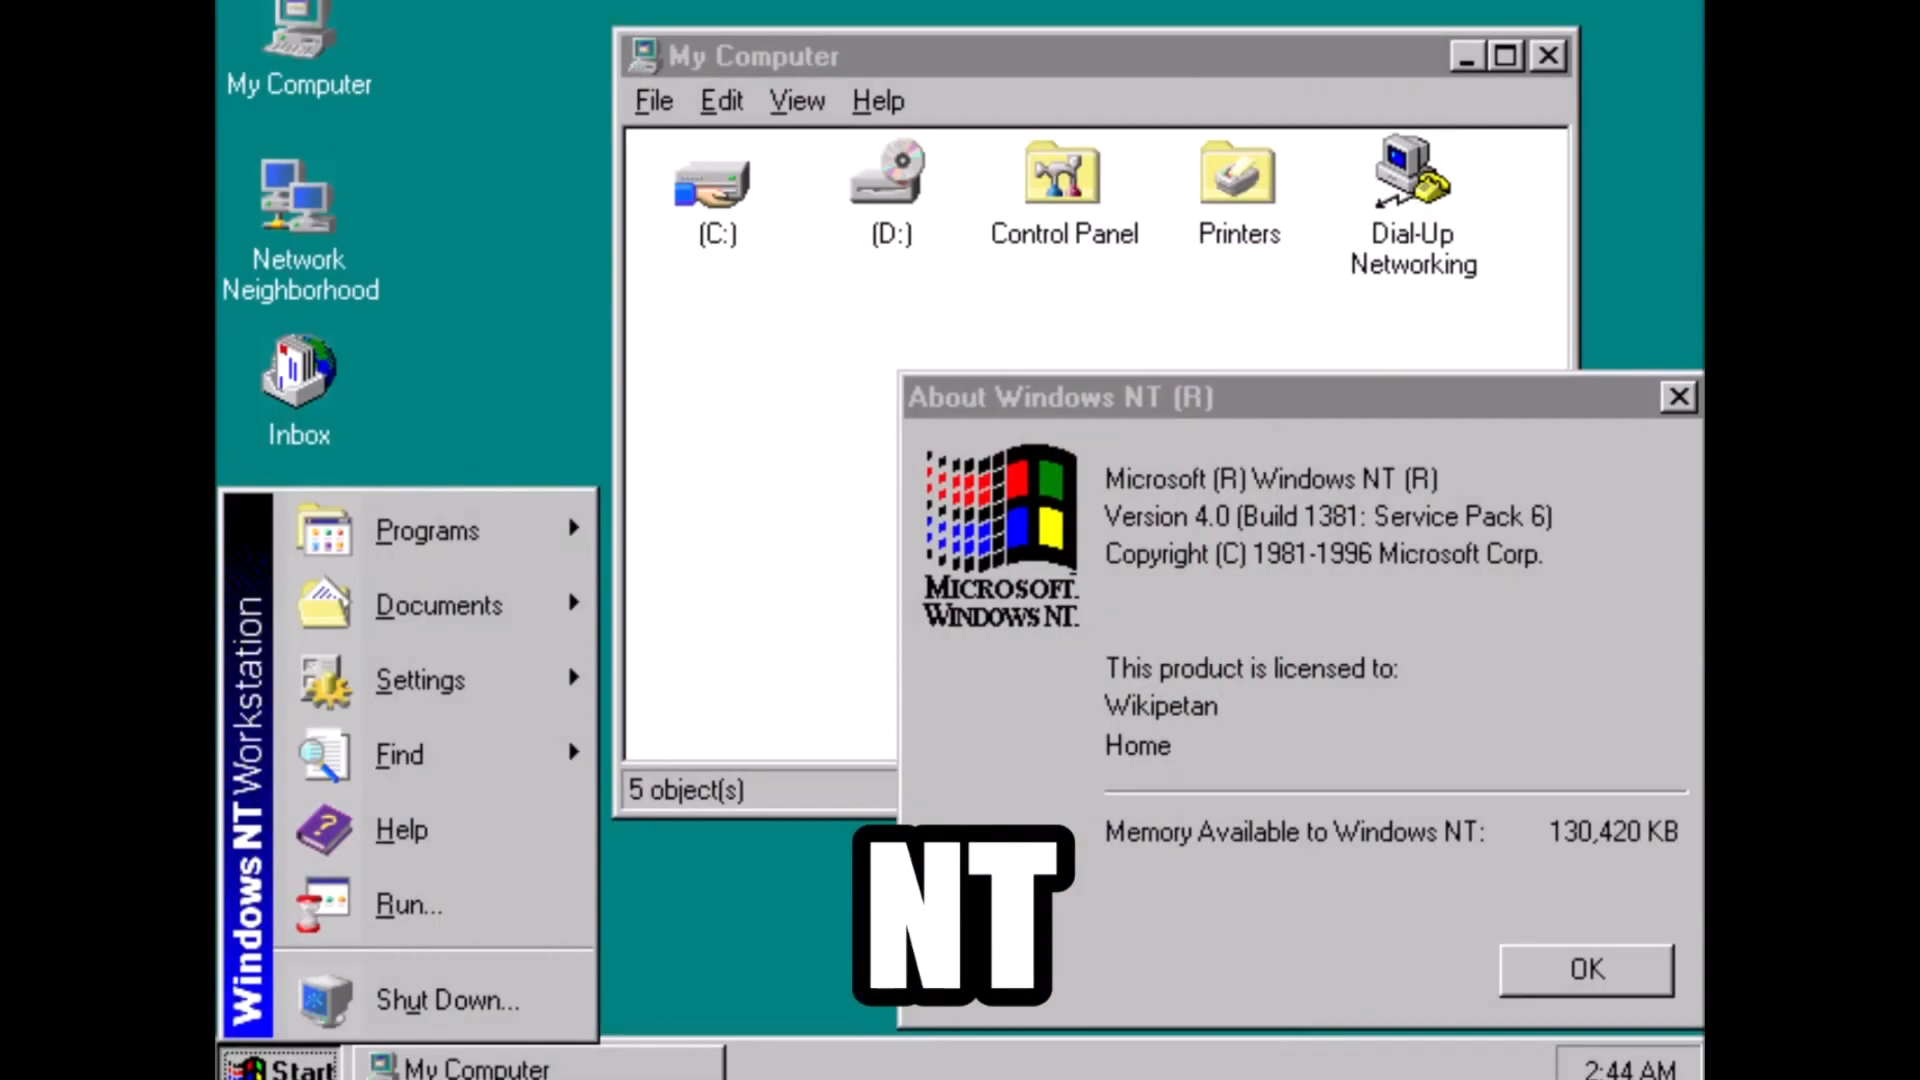 My Computer
Network
Neighborhood
Inbox
My Computer
File Edit View Help
(C:)
(D:)
Control Panel
Printers
Dial-Up
Networking
5 object(s)
About Windows NT (R)
MICROSOFT.
WINDOWS NT.
Microsoft (R) Windows NT (R)
Version 4.0 (Build 1381: Service Pack 6)
Copyright (C) 1981-1996 Microsoft Corp.
This product is licensed to:
Wikipetan
Home
Memory Available to Windows NT: 130,420 KB
OK
Windows NT Workstation
Programs
Documents
Settings
Find
Help
Run...
Shut Down...
NT
Start
My Computer
2:44 AM